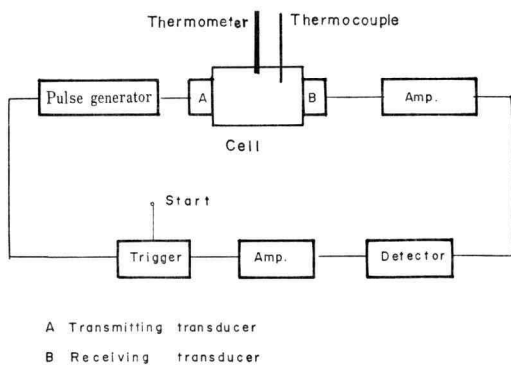 Thermometer
Thermocouple
Pulse generator
A
B
Amp.
Cell
Start
Trigger
Amp.
Detector
A Transmitting transducer
B Receiving transducer